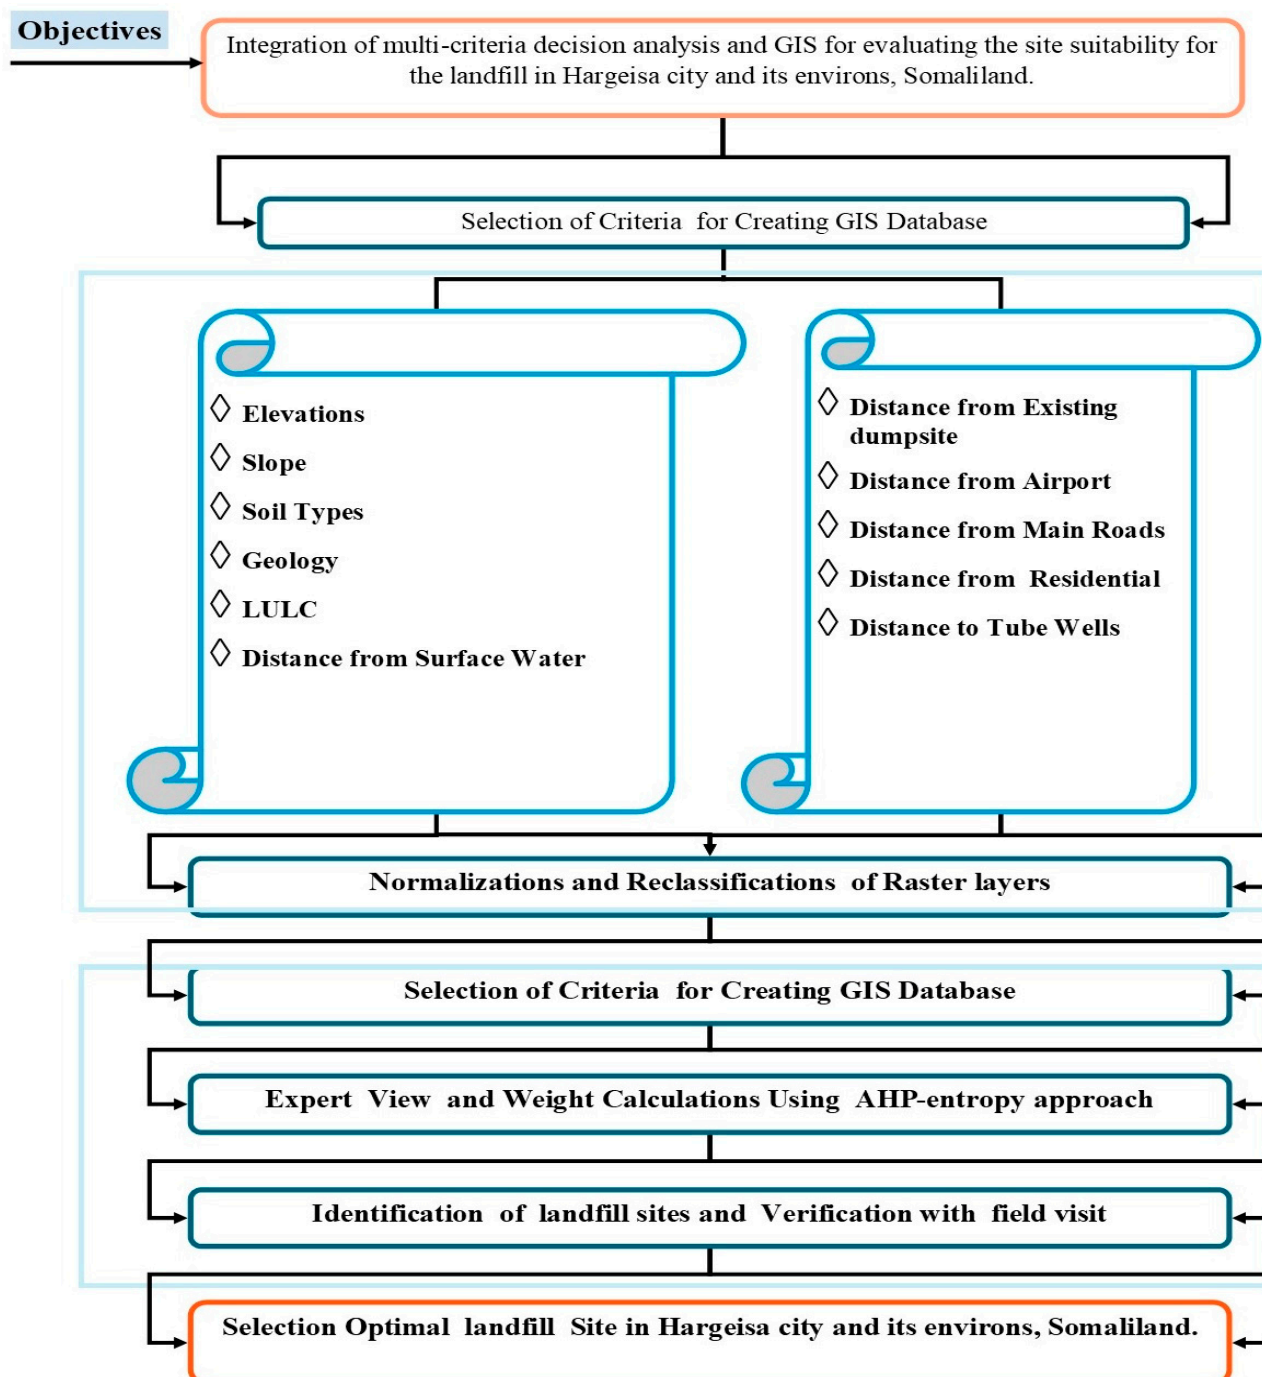 Objectives
Integration of multi-criteria decision analysis and GIS for evaluating the site suitability for
the landfill in Hargeisa city and its environs, Somaliland.
Selection of Criteria for Creating GIS Database
Elevations
Slope
Soil Types
Geology
LULC
Distance from Surface Water
Distance from Existing
dumpsite
Distance from Airport
Distance from Main Roads
Distance from Residential
Distance to Tube Wells
Normalizations and Reclassifications of Raster layers
Selection of Criteria for Creating GIS Database
Expert View and Weight Calculations Using AHP-entropy approach
Identification of landfill sites and Verification with field visit
Selection Optimal landfill Site in Hargeisa city and its environs, Somaliland.